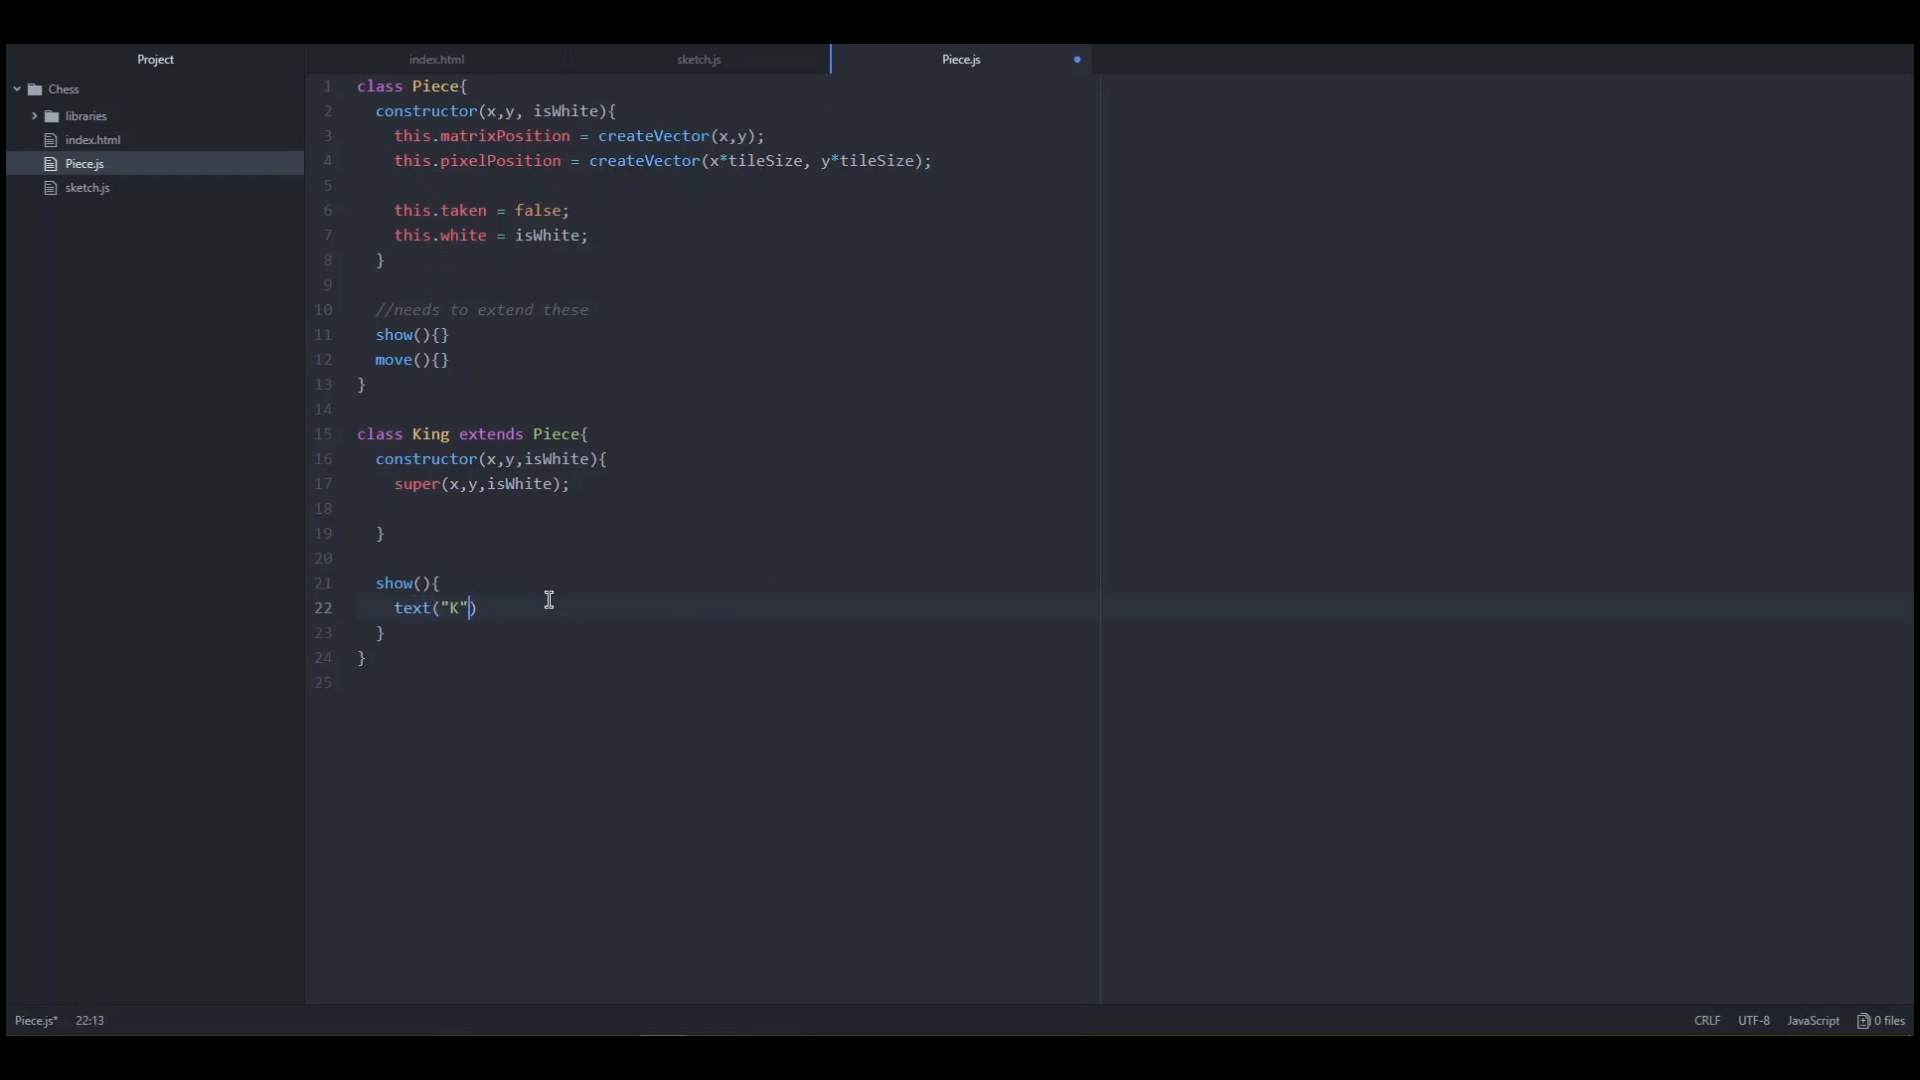 Project
index.html
sketch.js
Piece.js
Chess
libraries
index.html
Piece.js
sketch.js
1 class Piece{
2 constructor(x,y, isWhite){
3 this.matrixPosition = createVector(x,y);
4 this.pixelPosition = createVector(x*tileSize, y*tileSize);
5
6 this.taken = false;
7 this.white = isWhite;
8 }
9
10 //needs to extend these
11 show(){}
12 move(){}
13 }
14
15 class King extends Piece{
16 constructor(x,y,isWhite){
17 super(x,y,isWhite);
18
19 }
20
21 show(){
22 text("K")
23 }
24 }
25
Piece.js* 22:13 CRLF UTF-8 JavaScript 0 files